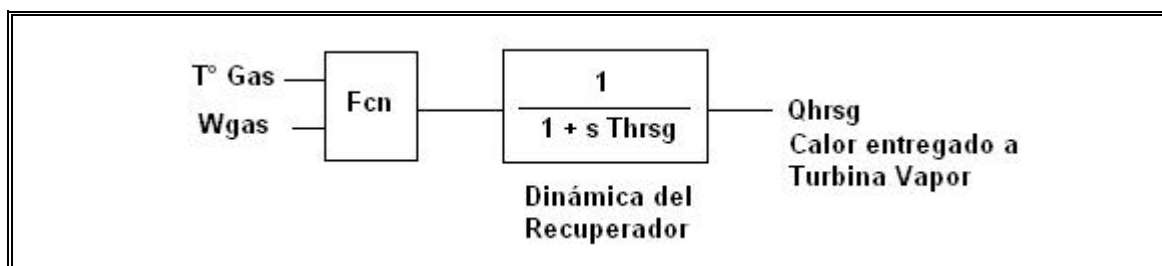 T° Gas
Wgas
Fcn
1
1 + s Thrsg
Dinámica del
Recuperador
Qhrsg
Calor entregado a
Turbina Vapor